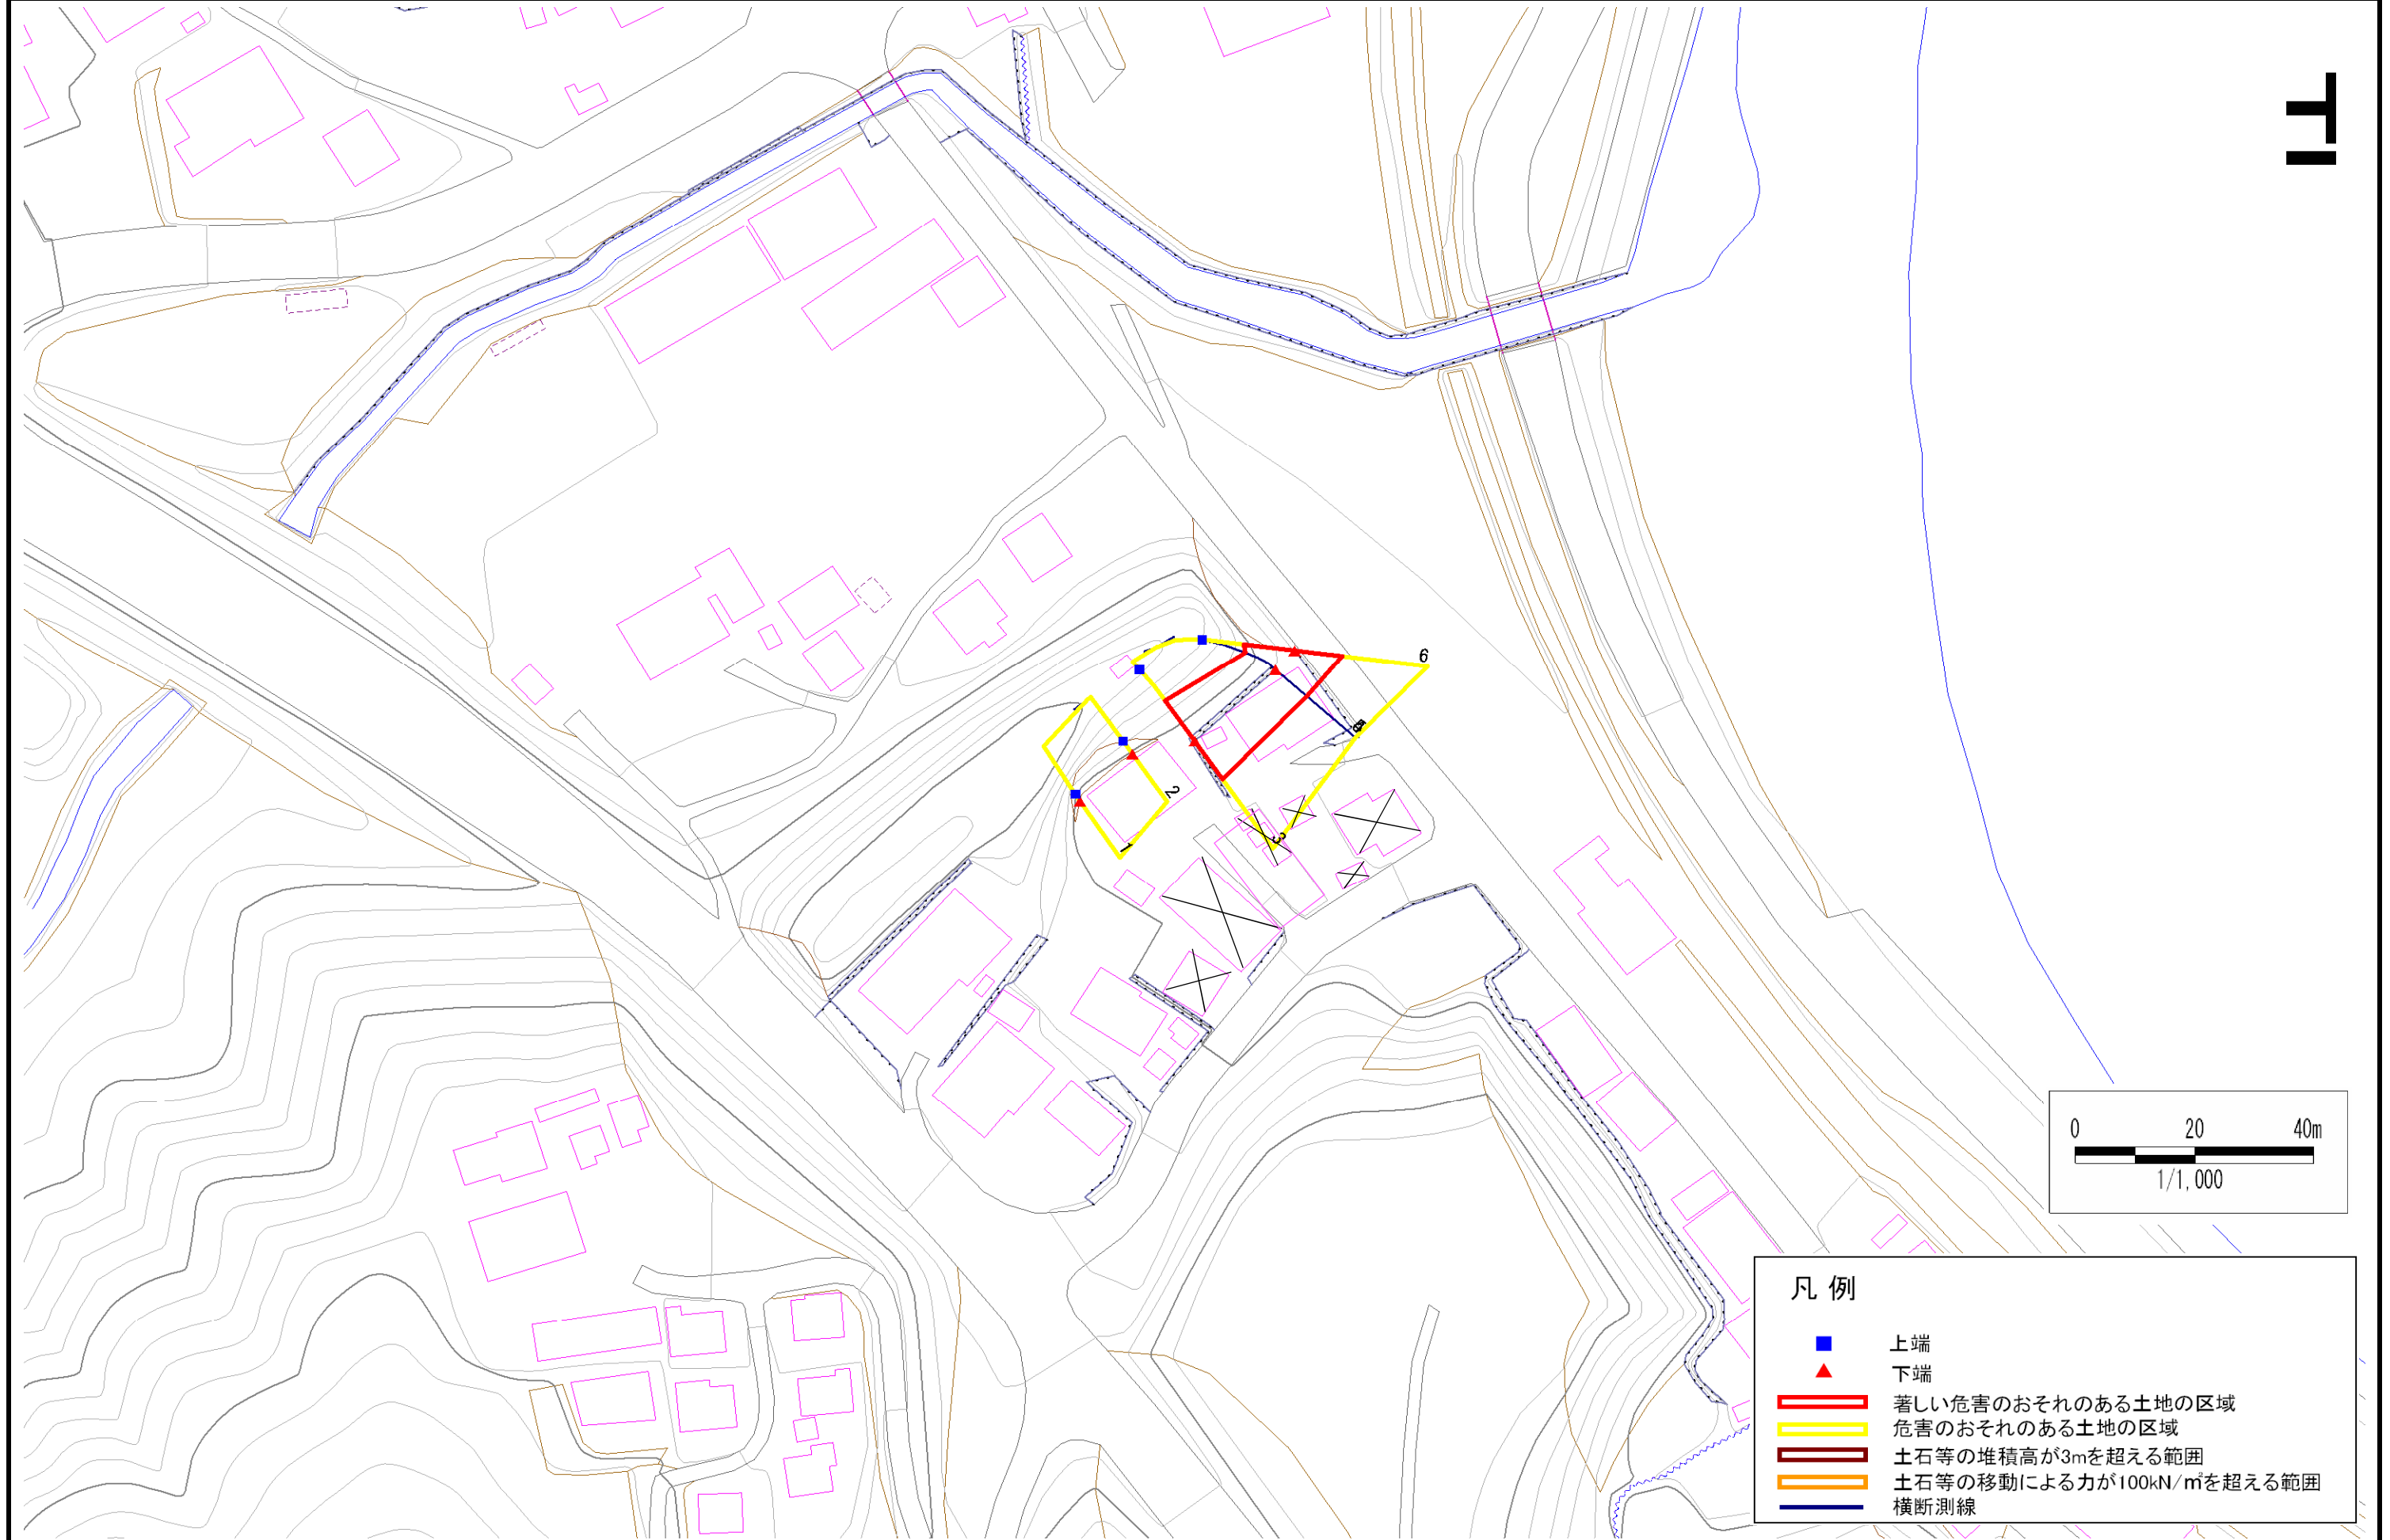 6
2
3
1
0 20 40m
1/1,000
凡 例
上端
下端
著しい危害のおそれのある土地の区域
危害のおそれのある土地の区域
土石等の堆積高が3mを超える範囲
土石等の移動による力が100kN/㎡を超える範囲
横断測線